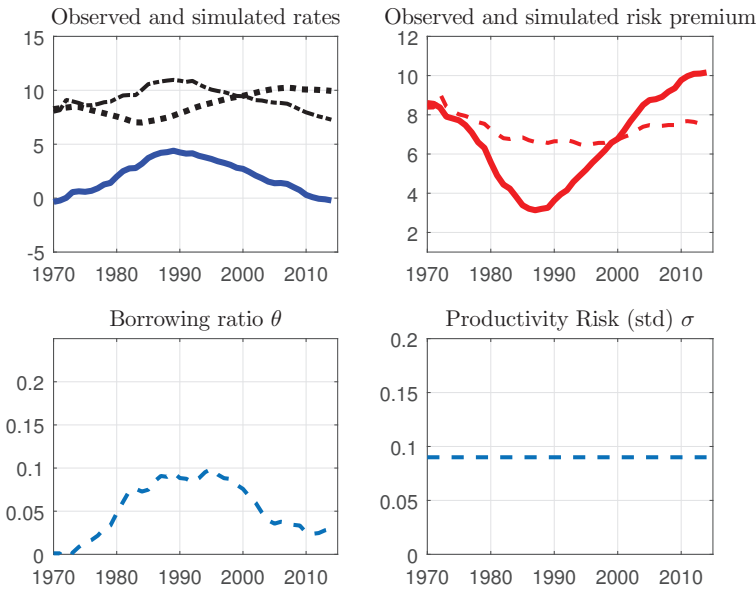 Observed and simulated rates
15
10
5
0
-5
1970 1980 1990 2000 2010
Observed and simulated risk premium
12
10
8
6
4
2
1970 1980 1990 2000 2010
Borrowing ratio θ
0.2
0.15
0.1
0.05
0
1970 1980 1990 2000 2010
Productivity Risk (std) σ
0.2
0.15
0.1
0.05
0
1970 1980 1990 2000 2010